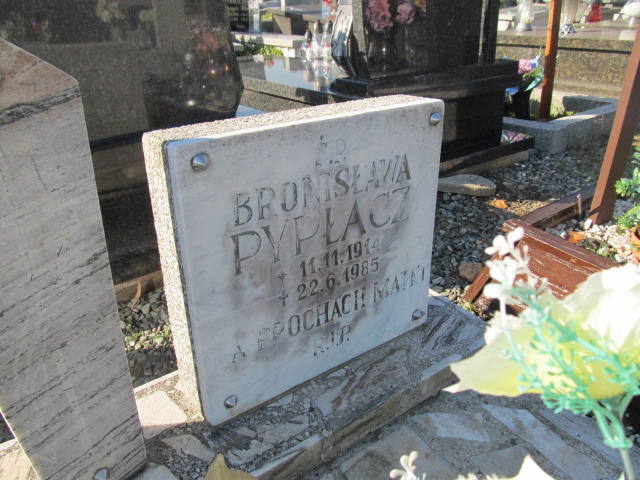 Ś.P.
BRONISŁAWA
PYPŁACZ
* 11.11.1914
† 22.6.1985
A PROCHACH MATKI
R.I.P.